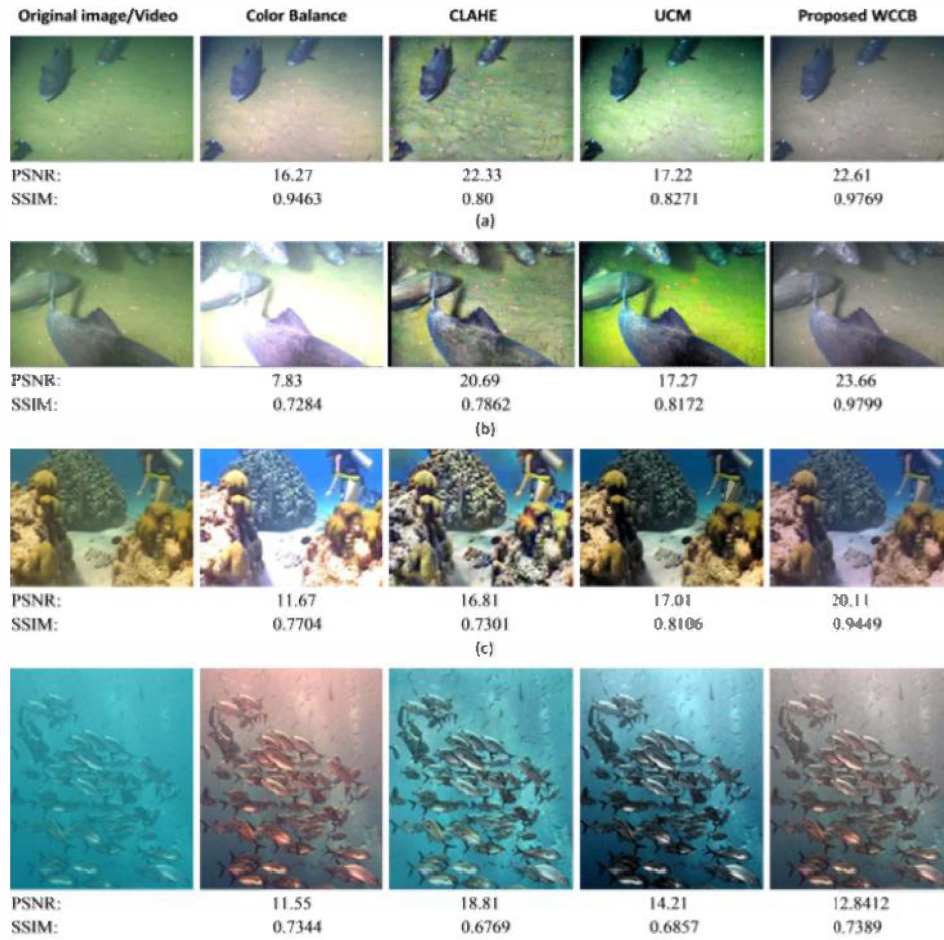 Original image/Video Color Balance CLAHE UCM Proposed WCCB
PSNR: 16.27 22.33 17.22 22.61
SSIM: 0.9463 0.80 0.8271 0.9769
(a)
PSNR: 7.83 20.69 17.27 23.66
SSIM: 0.7284 0.7862 0.8172 0.9799
(b)
PSNR: 11.67 16.81 17.01 20.11
SSIM: 0.7704 0.7301 0.8106 0.9449
(c)
PSNR: 11.55 18.81 14.21 12.8412
SSIM: 0.7344 0.6769 0.6857 0.7389